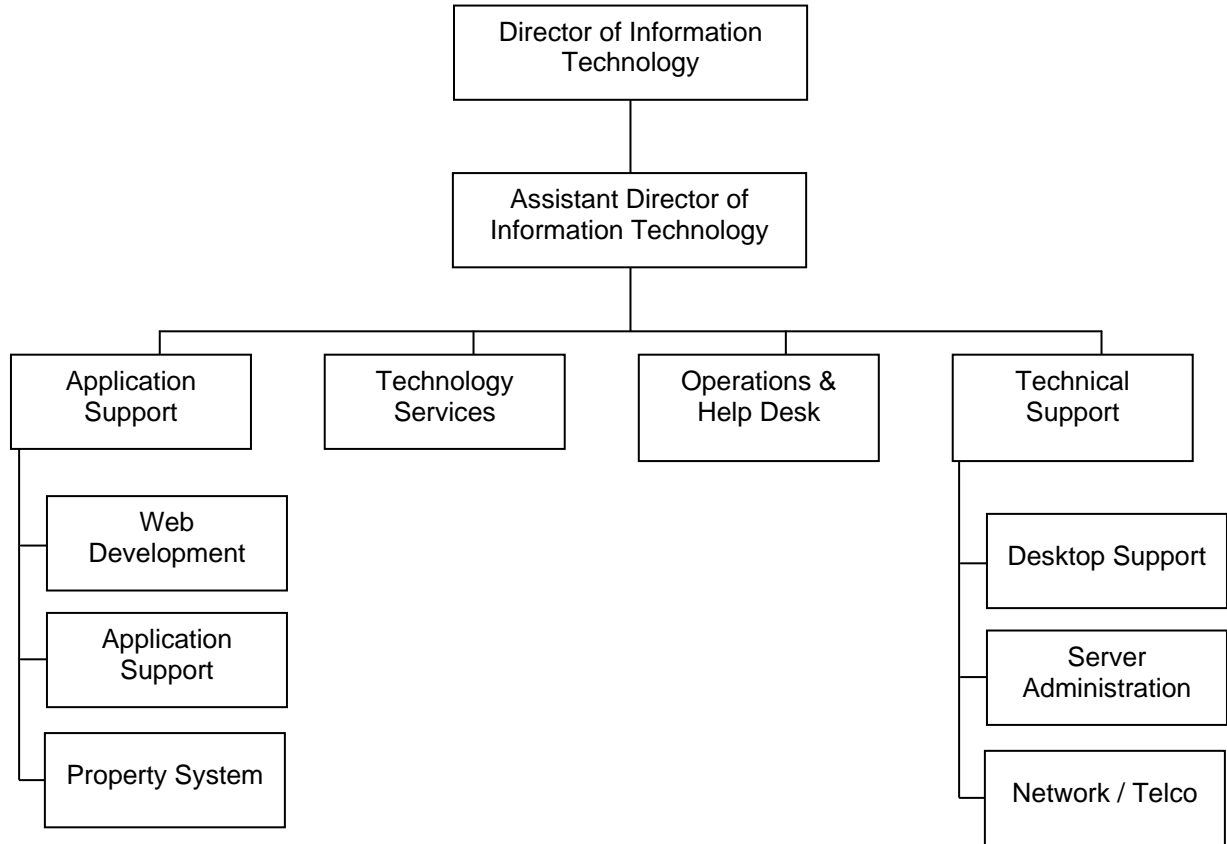 Director of Information
Technology
Assistant Director of
Information Technology
Application
Support
Technology
Services
Operations &
Help Desk
Technical
Support
Web
Development
Application
Support
Property System
Desktop Support
Server
Administration
Network / Telco